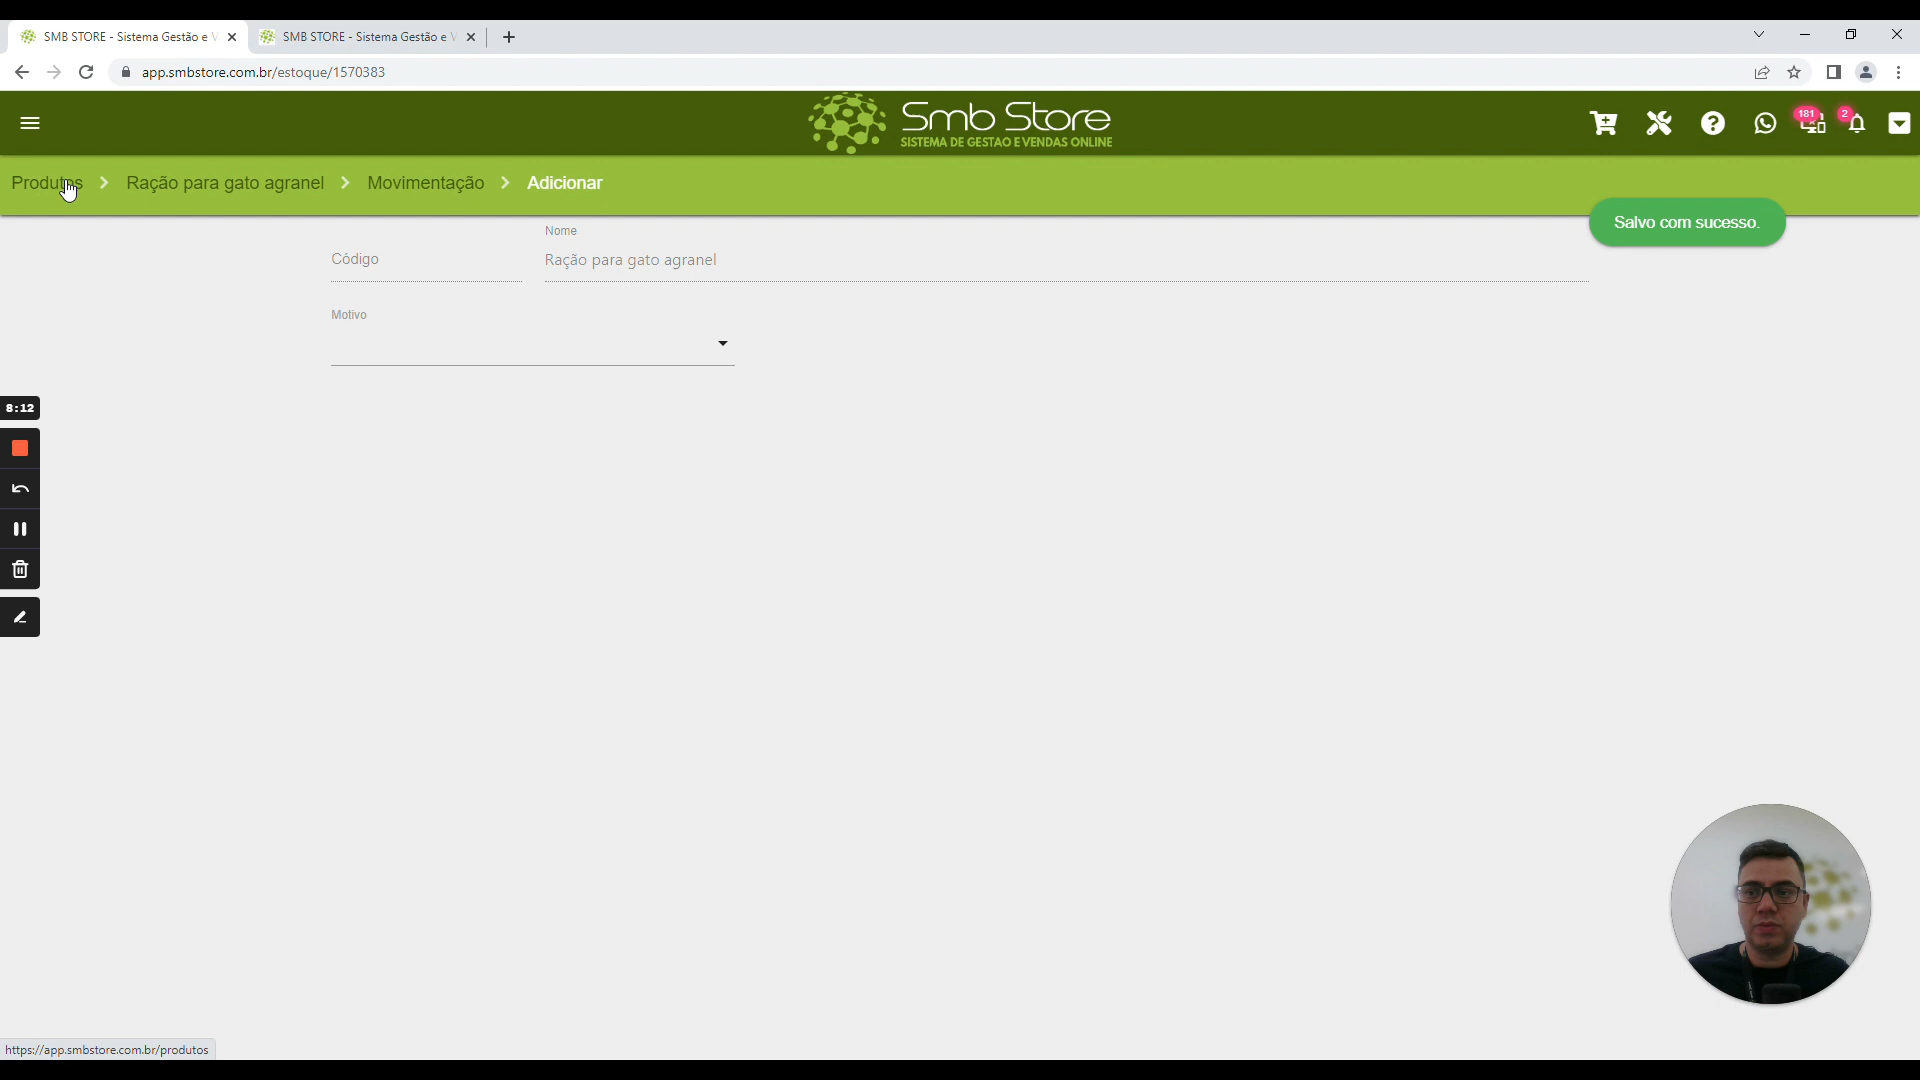 SMB STORE - Sistema Gestão e V
SMB STORE - Sistema Gestão e V
app.smbstore.com.br/estoque/1570383
Smb Store
SISTEMA DE GESTAO E VENDAS ONLINE
181
2
Produtos
Ração para gato agranel
Movimentação
Adicionar
Salvo com sucesso.
Nome
Código
Ração para gato agranel
Motivo
8:12
https://app.smbstore.com.br/produtos